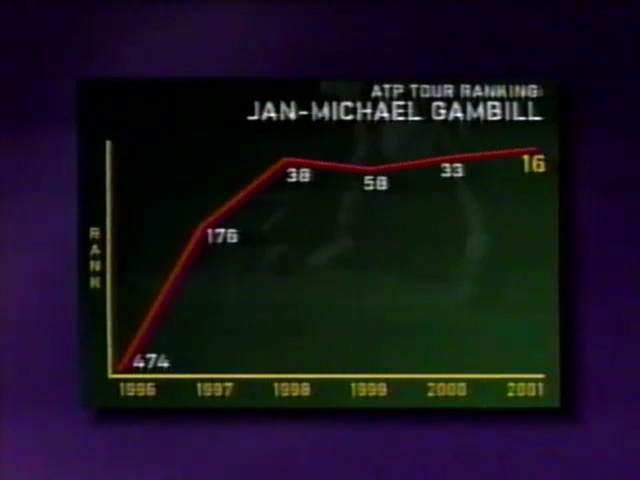 ATP TOUR RANKING:
JAN-MICHAEL GAMBILL
RANK
474
176
38
58
33
16
1996 1997 1998 1999 2000 2001